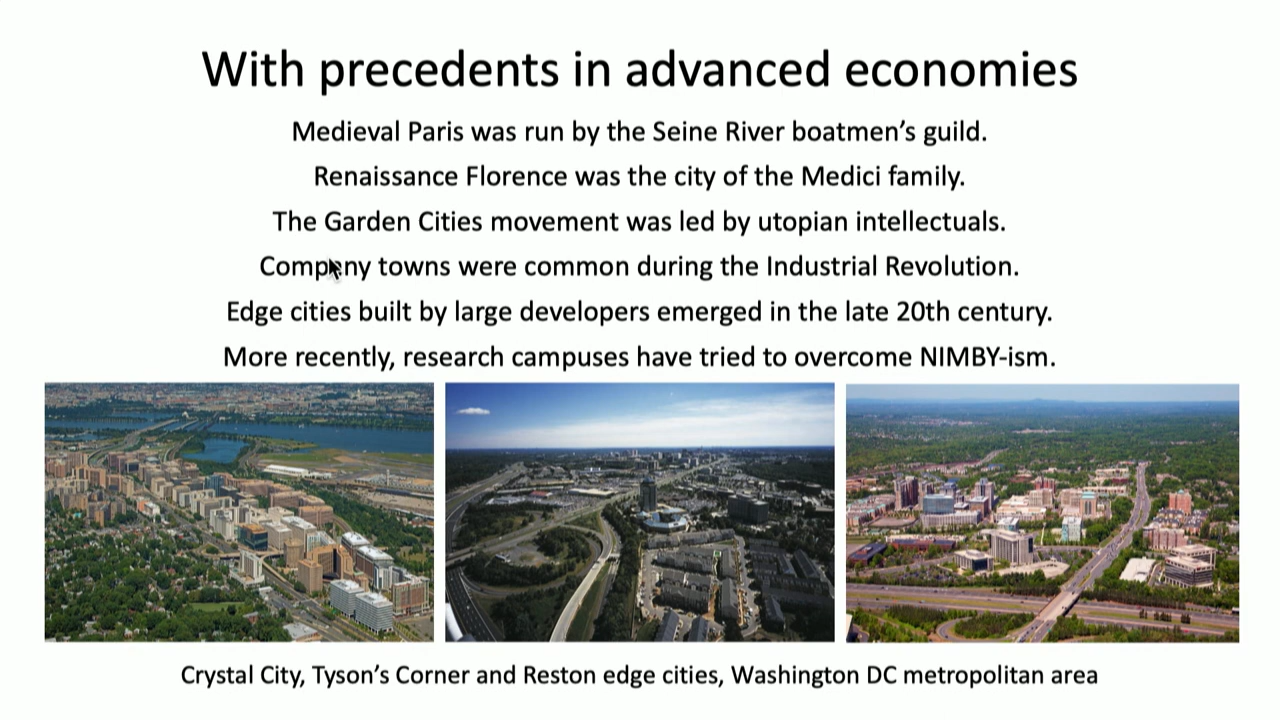 With precedents in advanced economies
Medieval Paris was run by the Seine River boatmen’s guild.
Renaissance Florence was the city of the Medici family.
The Garden Cities movement was led by utopian intellectuals.
Company towns were common during the Industrial Revolution.
Edge cities built by large developers emerged in the late 20th century.
More recently, research campuses have tried to overcome NIMBY-ism.
Crystal City, Tyson’s Corner and Reston edge cities, Washington DC metropolitan area